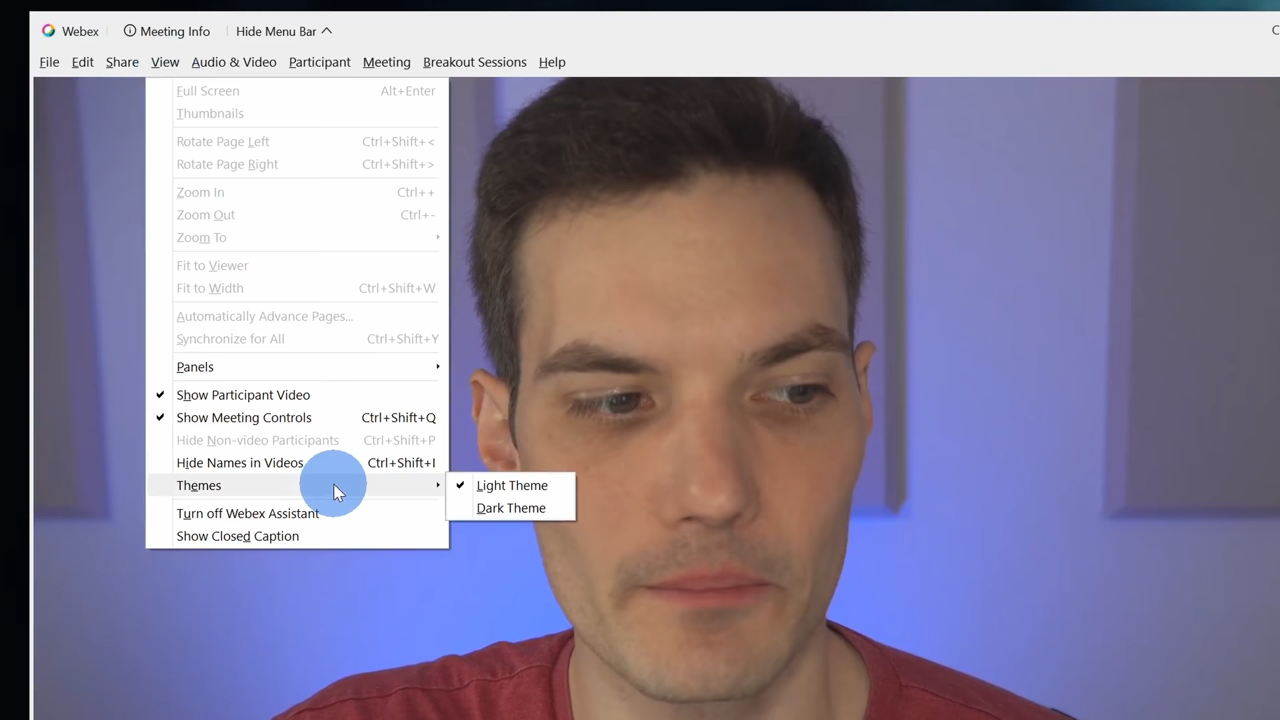 Webex Meeting Info Hide Menu Bar
File Edit Share View Audio & Video Participant Meeting Breakout Sessions Help
Full Screen Alt+Enter
Thumbnails
Rotate Page Left Ctrl+Shift+<
Rotate Page Right Ctrl+Shift+>
Zoom In Ctrl++
Zoom Out Ctrl+-
Zoom To
Fit to Viewer
Fit to Width Ctrl+Shift+W
Automatically Advance Pages...
Synchronize for All Ctrl+Shift+Y
Panels
Show Participant Video
Show Meeting Controls Ctrl+Shift+Q
Hide Non-video Participants Ctrl+Shift+P
Hide Names in Videos Ctrl+Shift+I
Themes
Light Theme
Dark Theme
Turn off Webex Assistant
Show Closed Caption